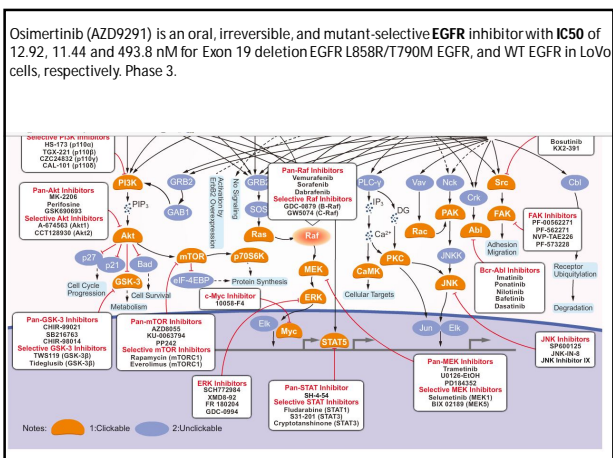 Osimertinib (AZD9291) is an oral, irreversible, and mutant-selective EGFR inhibitor with IC50 of
12.92, 11.44 and 493.8 nM for Exon 19 deletion EGFR L858R/T790M EGFR, and WT EGFR in LoVo
cells, respectively. Phase 3.
Selective PI3K Inhibitors
HS-173 (p110α)
TGX-221 (p110β)
CZC24832 (p110γ)
CAL-101 (p110δ)
Pan-Akt Inhibitors
MK-2206
Perifosine
GSK690693
Selective Akt Inhibitors
A-674563 (Akt1)
CCT128930 (Akt2)
PI3K
PIP₃
Akt
p27
p21
Bad
GSK-3
Cell Cycle
Progression
Cell Survival
Metabolism
GRB2
GAB1
Activation by
ErbB2 Overexpression
No Signaling
mTOR
p70S6K
eIF-4EBP
Protein Synthesis
SOS
Ras
Pan-Raf Inhibitors
Vemurafenib
Sorafenib
Dabrafenib
Selective Raf Inhibitors
GDC-0879 (B-Raf)
GW5074 (C-Raf)
Raf
MEK
ERK
c-Myc Inhibitor
10058-F4
Elk
Myc
STAT5
PLC-γ
IP₃
DG
Ca²⁺
CaMK
PKC
Cellular Targets
Vav
Nck
Crk
Rac
PAK
Abl
JNKK
JNK
Jun
Elk
Src
FAK
Adhesion
Migration
Bosutinib
KX2-391
Cbl
FAK Inhibitors
PF-00562271
PF-562271
NVP-TAE226
PF-573228
Receptor
Ubiquitylation
Degradation
Bcr-Abl Inhibitors
Imatinib
Ponatinib
Nilotinib
Bafetinib
Dasatinib
Pan-GSK-3 Inhibitors
CHIR-99021
SB216763
CHIR-98014
Selective GSK-3 Inhibitors
TWS119 (GSK-3β)
Tideglusib (GSK-3β)
Pan-mTOR Inhibitors
AZD8055
KU-0063794
PP242
Selective mTOR Inhibitors
Rapamycin (mTORC1)
Everolimus (mTORC1)
ERK Inhibitors
SCH772984
XMD8-92
FR 180204
GDC-0994
Pan-STAT Inhibitor
SH-4-54
Selective STAT Inhibitors
Fludarabine (STAT1)
S31-201 (STAT3)
Cryptotanshinone (STAT3)
Pan-MEK Inhibitors
Trametinib
U0126-EtOH
PD184352
Selective MEK Inhibitors
Selumetinib (MEK1)
BIX 02189 (MEK5)
JNK Inhibitors
SP600125
JNK-IN-8
JNK Inhibitor IX
Notes:
1:Clickable
2:Unclickable